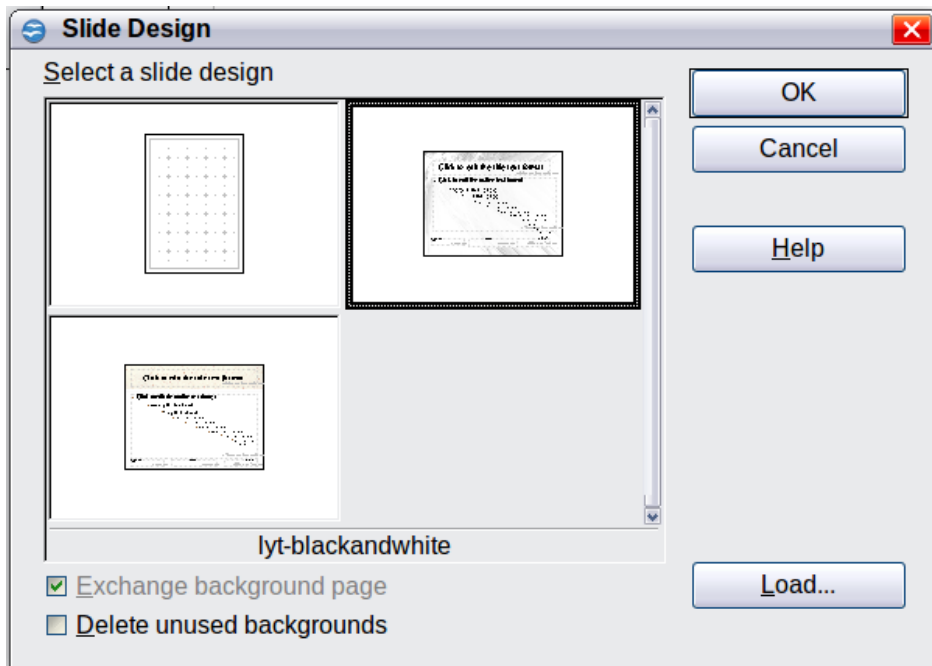 Slide Design
Select a slide design
OK
Cancel
Help
lyt-blackandwhite
Exchange background page
Load...
Delete unused backgrounds